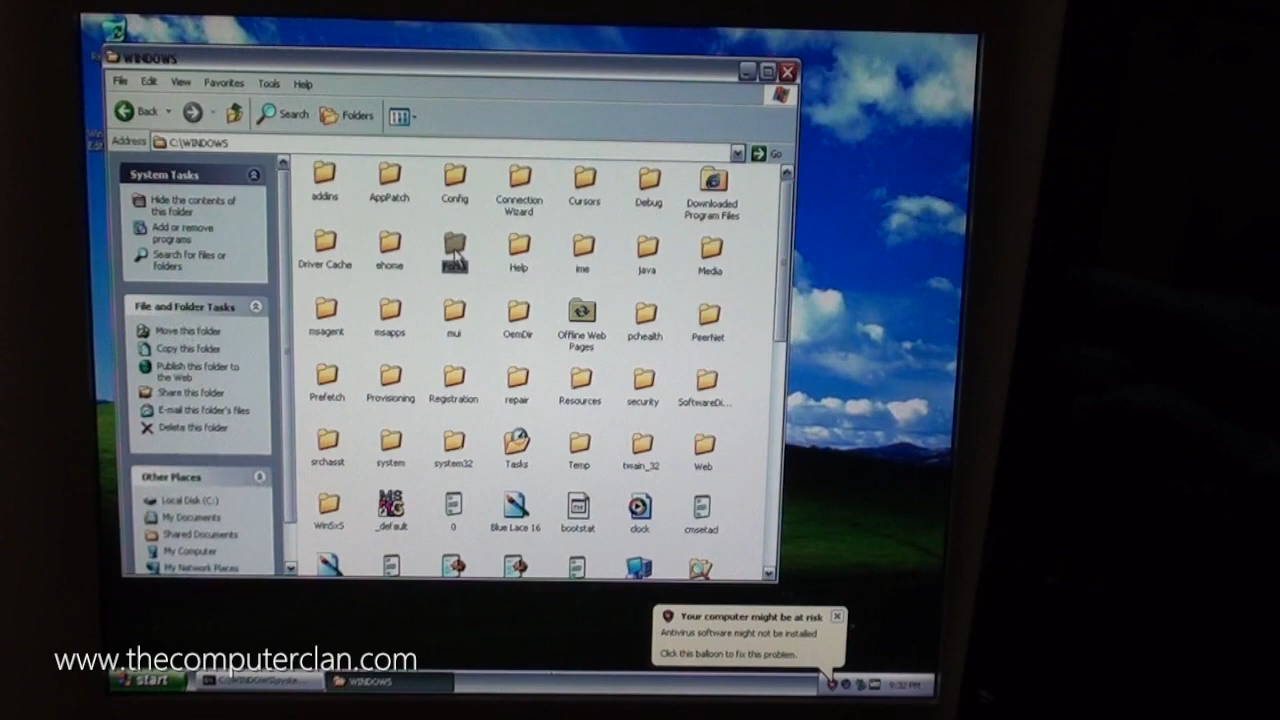 WINDOWS
File Edit View Favorites Tools Help
Back Search Folders
Address C:\WINDOWS Go
System Tasks
Hide the contents of
this folder
Add or remove
programs
Search for files or
folders
File and Folder Tasks
Move this folder
Copy this folder
Publish this folder to
the Web
Share this folder
E-mail this folder's files
Delete this folder
Other Places
Local Disk (C:)
My Documents
Shared Documents
My Computer
My Network Places
addins AppPatch Config Connection Wizard Cursors Debug Downloaded Program Files
Driver Cache ehome Help ime java Media
msagent msapps mui OemDir Offline Web Pages pchealth PeerNet
Prefetch Provisioning Registration repair Resources security SoftwareDi...
srchasst system system32 Tasks Temp twain_32 Web
WinSxS _default 0 Blue Lace 16 bootstat clock cmsetacl
Your computer might be at risk
Antivirus software might not be installed
Click this balloon to fix this problem.
www.thecomputerclan.com
start C:\WINDOWS\syste... WINDOWS 9:32 PM